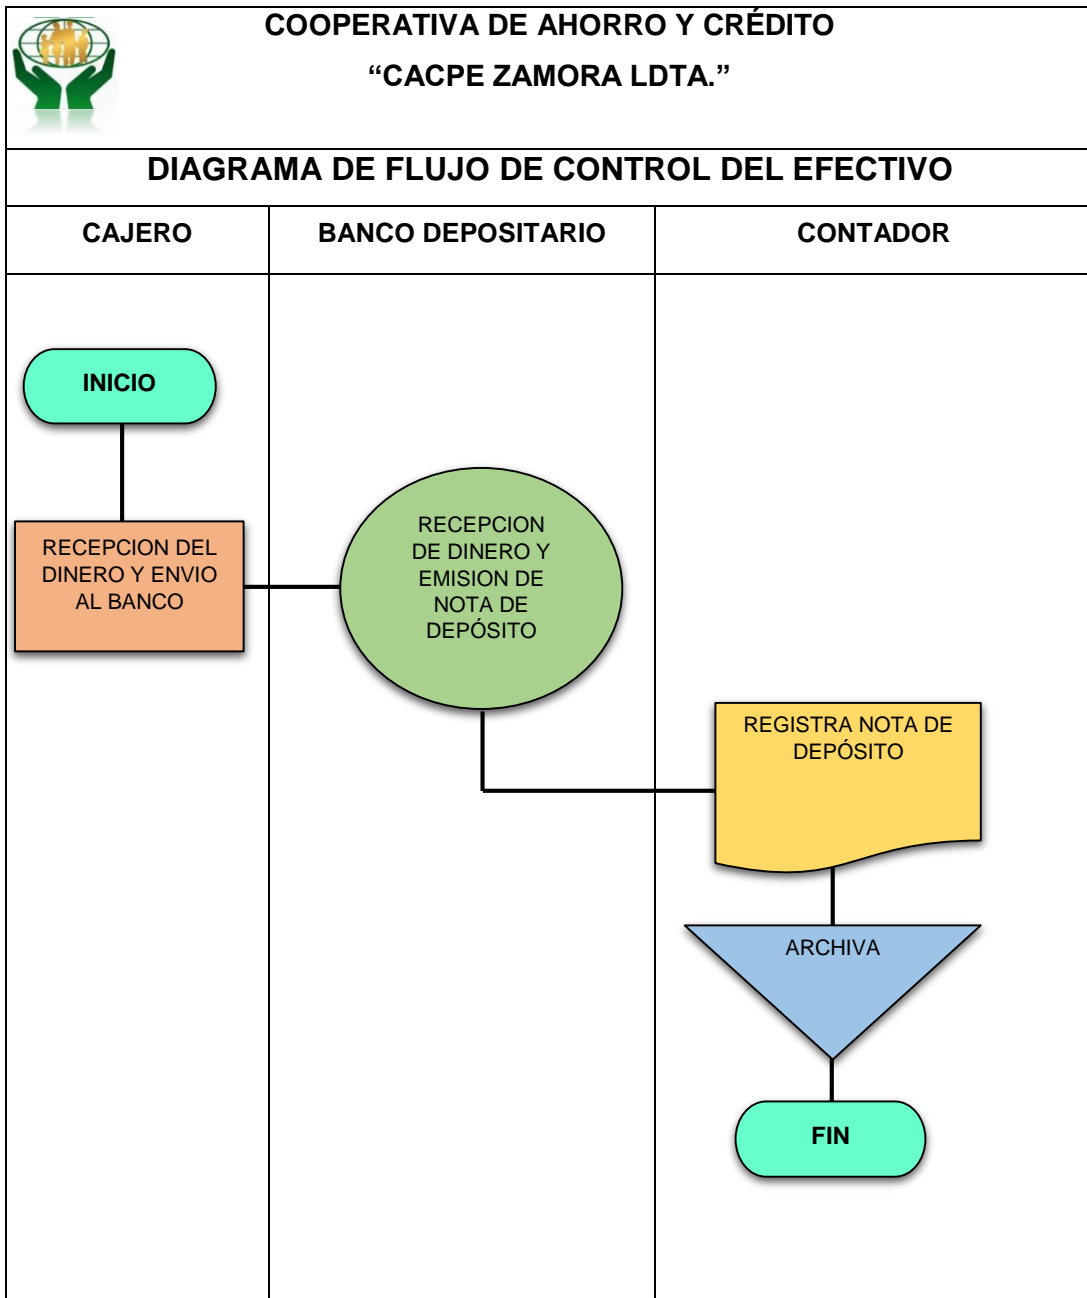 COOPERATIVA DE AHORRO Y CRÉDITO
“CACPE ZAMORA LDTA.”
DIAGRAMA DE FLUJO DE CONTROL DEL EFECTIVO
CAJERO
BANCO DEPOSITARIO
CONTADOR
INICIO
RECEPCION DEL
DINERO Y ENVIO
AL BANCO
RECEPCION
DE DINERO Y
EMISION DE
NOTA DE
DEPÓSITO
REGISTRA NOTA DE
DEPÓSITO
ARCHIVA
FIN